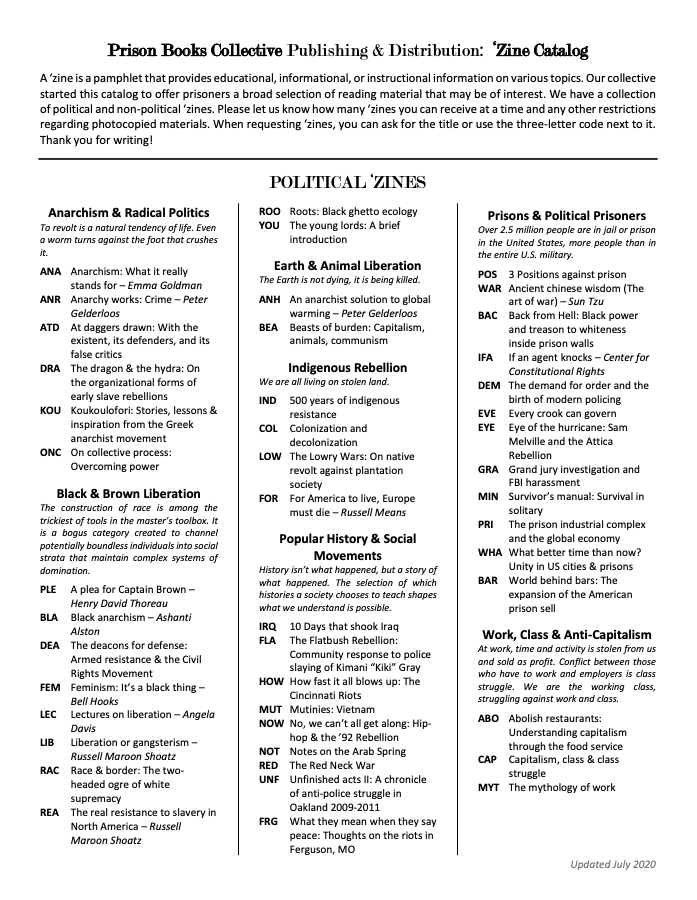 Prison Books Collective Publishing & Distribution: ‘Zine Catalog
A ‘zine is a pamphlet that provides educational, informational, or instructional information on various topics. Our collective
started this catalog to offer prisoners a broad selection of reading material that may be of interest. We have a collection
of political and non-political ‘zines. Please let us know how many ‘zines you can receive at a time and any other restrictions
regarding photocopied materials. When requesting ‘zines, you can ask for the title or use the three-letter code next to it.
Thank you for writing!
POLITICAL ‘ZINES
Anarchism & Radical Politics
To revolt is a natural tendency of life. Even
a worm turns against the foot that crushes
it.
ANA Anarchism: What it really
stands for – Emma Goldman
ANR Anarchy works: Crime – Peter
Gelderloos
ATD At daggers drawn: With the
existent, its defenders, and its
false critics
DRA The dragon & the hydra: On
the organizational forms of
early slave rebellions
KOU Koukoulofori: Stories, lessons &
inspiration from the Greek
anarchist movement
ONC On collective process:
Overcoming power
Black & Brown Liberation
The construction of race is among the
trickiest of tools in the master’s toolbox. It
is a bogus category created to channel
potentially boundless individuals into social
strata that maintain complex systems of
domination.
PLE A plea for Captain Brown –
Henry David Thoreau
BLA Black anarchism – Ashanti
Alston
DEA The deacons for defense:
Armed resistance & the Civil
Rights Movement
FEM Feminism: It’s a black thing –
Bell Hooks
LEC Lectures on liberation – Angela
Davis
LIB Liberation or gangsterism –
Russell Maroon Shoatz
RAC Race & border: The two-
headed ogre of white
supremacy
REA The real resistance to slavery in
North America – Russell
Maroon Shoatz
ROO Roots: Black ghetto ecology
YOU The young lords: A brief
introduction
Earth & Animal Liberation
The Earth is not dying, it is being killed.
ANH An anarchist solution to global
warming – Peter Gelderloos
BEA Beasts of burden: Capitalism,
animals, communism
Indigenous Rebellion
We are all living on stolen land.
IND 500 years of indigenous
resistance
COL Colonization and
decolonization
LOW The Lowry Wars: On native
revolt against plantation
society
FOR For America to live, Europe
must die – Russell Means
Popular History & Social
Movements
History isn’t what happened, but a story of
what happened. The selection of which
histories a society chooses to teach shapes
what we understand is possible.
IRQ 10 Days that shook Iraq
FLA The Flatbush Rebellion:
Community response to police
slaying of Kimani “Kiki” Gray
HOW How fast it all blows up: The
Cincinnati Riots
MUT Mutinies: Vietnam
NOW No, we can’t all get along: Hip-
hop & the ’92 Rebellion
NOT Notes on the Arab Spring
RED The Red Neck War
UNF Unfinished acts II: A chronicle
of anti-police struggle in
Oakland 2009-2011
FRG What they mean when they say
peace: Thoughts on the riots in
Ferguson, MO
Prisons & Political Prisoners
Over 2.5 million people are in jail or prison
in the United States, more people than in
the entire U.S. military.
POS 3 Positions against prison
WAR Ancient chinese wisdom (The
art of war) – Sun Tzu
BAC Back from Hell: Black power
and treason to whiteness
inside prison walls
IFA If an agent knocks – Center for
Constitutional Rights
DEM The demand for order and the
birth of modern policing
EVE Every crook can govern
EYE Eye of the hurricane: Sam
Melville and the Attica
Rebellion
GRA Grand jury investigation and
FBI harassment
MIN Survivor’s manual: Survival in
solitary
PRI The prison industrial complex
and the global economy
WHA What better time than now?
Unity in US cities & prisons
BAR World behind bars: The
expansion of the American
prison sell
Work, Class & Anti-Capitalism
At work, time and activity is stolen from us
and sold as profit. Conflict between those
who have to work and employers is class
struggle. We are the working class,
struggling against work and class.
ABO Abolish restaurants:
Understanding capitalism
through the food service
CAP Capitalism, class & class
struggle
MYT The mythology of work
Updated July 2020